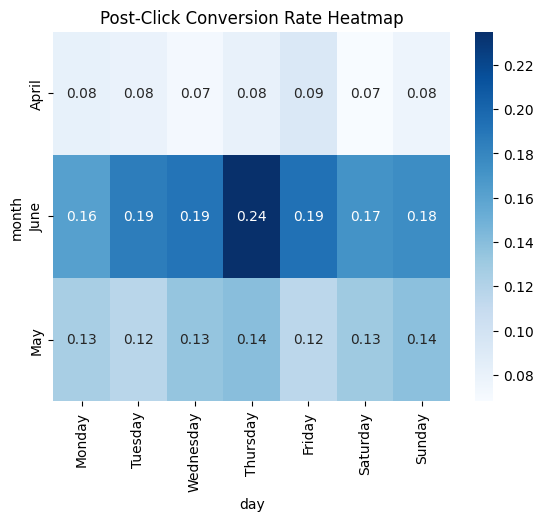 Post-Click Conversion Rate Heatmap
month
April
0.08 0.08 0.07 0.08 0.09 0.07 0.08
June
0.16 0.19 0.19 0.24 0.19 0.17 0.18
May
0.13 0.12 0.13 0.14 0.12 0.13 0.14
Monday Tuesday Wednesday Thursday Friday Saturday Sunday
day
0.22
0.20
0.18
0.16
0.14
0.12
0.10
0.08